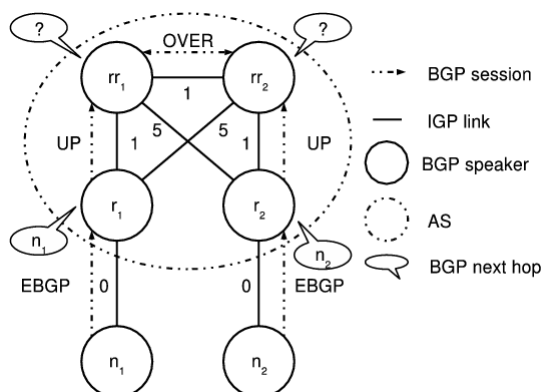 ? OVER ?
rr1 rr2
1
UP 1 5 5 1 UP
r1 r2
n1 n2
EBGP 0 0 EBGP
n1 n2
BGP session
IGP link
BGP speaker
AS
BGP next hop